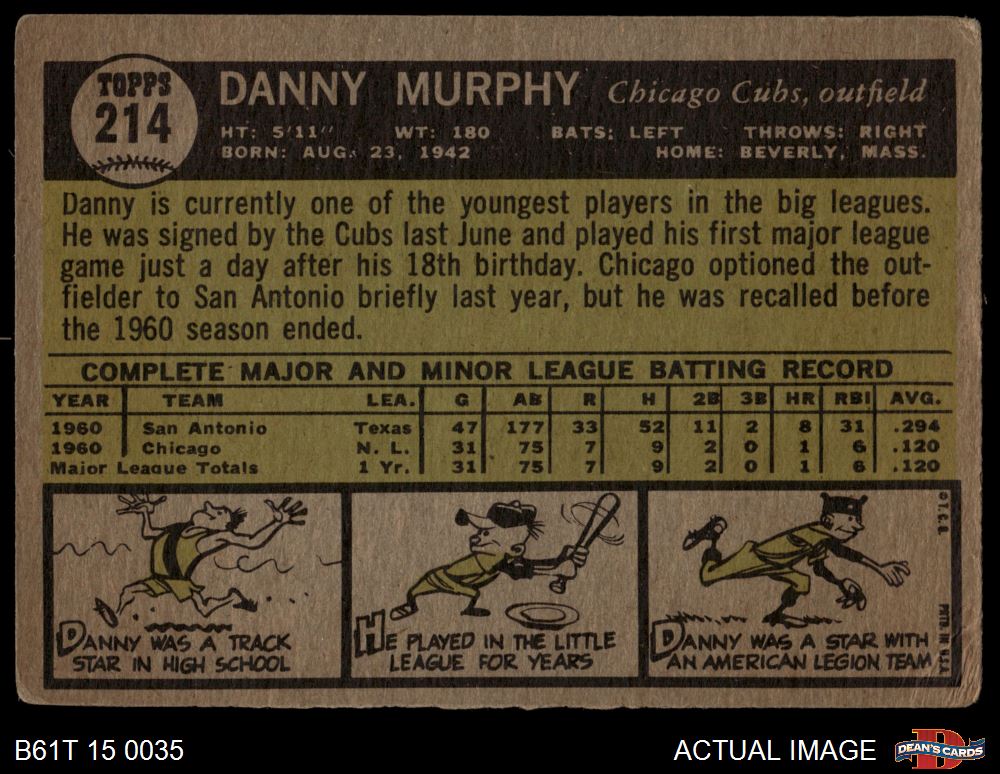 TOPPS
214
DANNY MURPHY Chicago Cubs, outfield
HT: 5'11" WT: 180 BATS: LEFT THROWS: RIGHT
BORN: AUG. 23, 1942 HOME: BEVERLY, MASS.
Danny is currently one of the youngest players in the big leagues.
He was signed by the Cubs last June and played his first major league
game just a day after his 18th birthday. Chicago optioned the out-
fielder to San Antonio briefly last year, but he was recalled before
the 1960 season ended.
COMPLETE MAJOR AND MINOR LEAGUE BATTING RECORD
YEAR TEAM LEA. G AB R H 2B 3B HR RBI AVG.
1960 San Antonio Texas 47 177 33 52 11 2 8 31 .294
1960 Chicago N. L. 31 75 7 9 2 0 1 6 .120
Major League Totals 1 Yr. 31 75 7 9 2 0 1 6 .120
DANNY WAS A TRACK
STAR IN HIGH SCHOOL
HE PLAYED IN THE LITTLE
LEAGUE FOR YEARS
DANNY WAS A STAR WITH
AN AMERICAN LEGION TEAM
© T.C.G. PRTD. IN U.S.A.
B61T 15 0035
ACTUAL IMAGE
D
DEAN'S CARDS